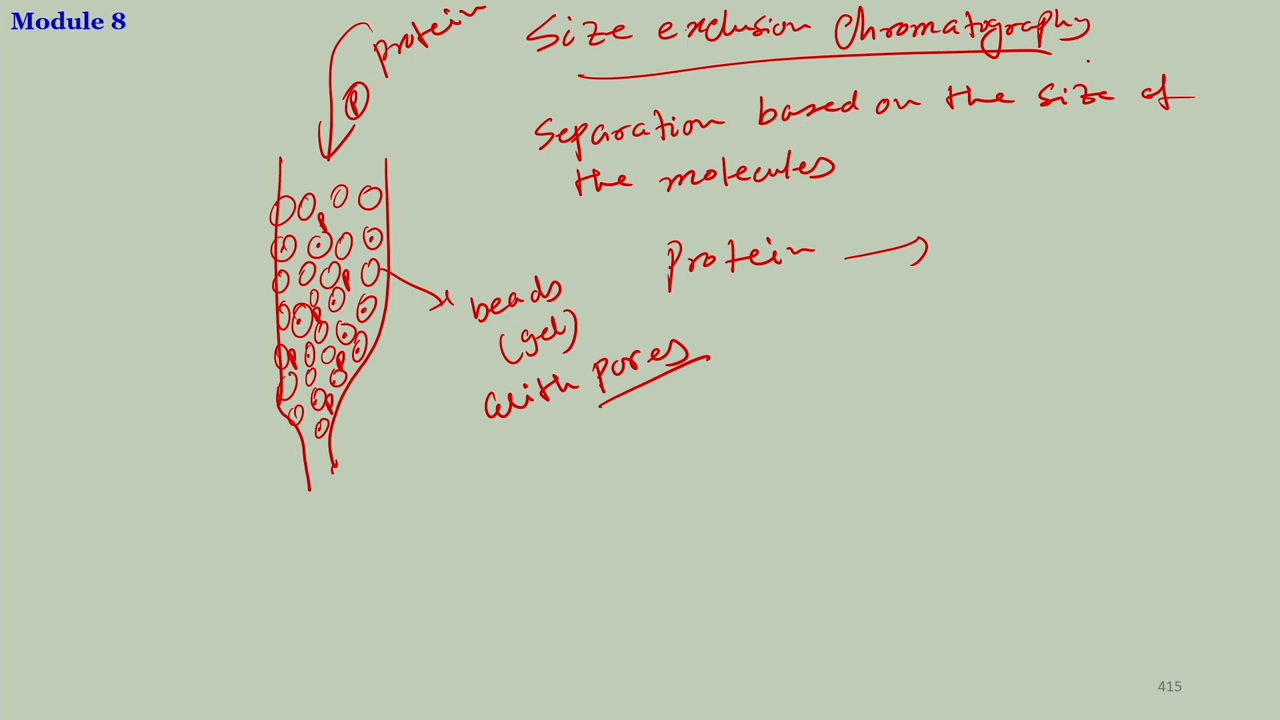 Module 8
protein
P
Size exclusion Chromatography
Separation based on the size of
the molecules
Protein →
beads
(gel)
with pores
415